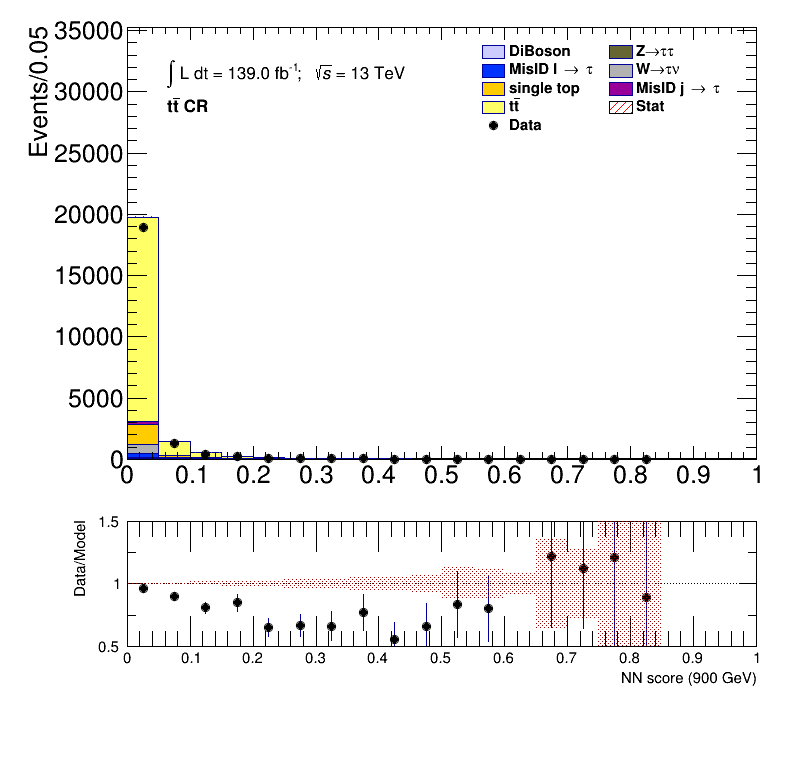 Events/0.05
35000
30000
25000
20000
15000
10000
5000
0
∫ L dt = 139.0 fb⁻¹; √s = 13 TeV
tt̄ CR
DiBoson
MisID l → τ
single top
tt̄
Data
Z→ττ
W→τν
MisID j → τ
Stat
0 0.1 0.2 0.3 0.4 0.5 0.6 0.7 0.8 0.9 1
Data/Model
1.5
1
0.5
0 0.1 0.2 0.3 0.4 0.5 0.6 0.7 0.8 0.9 1
NN score (900 GeV)